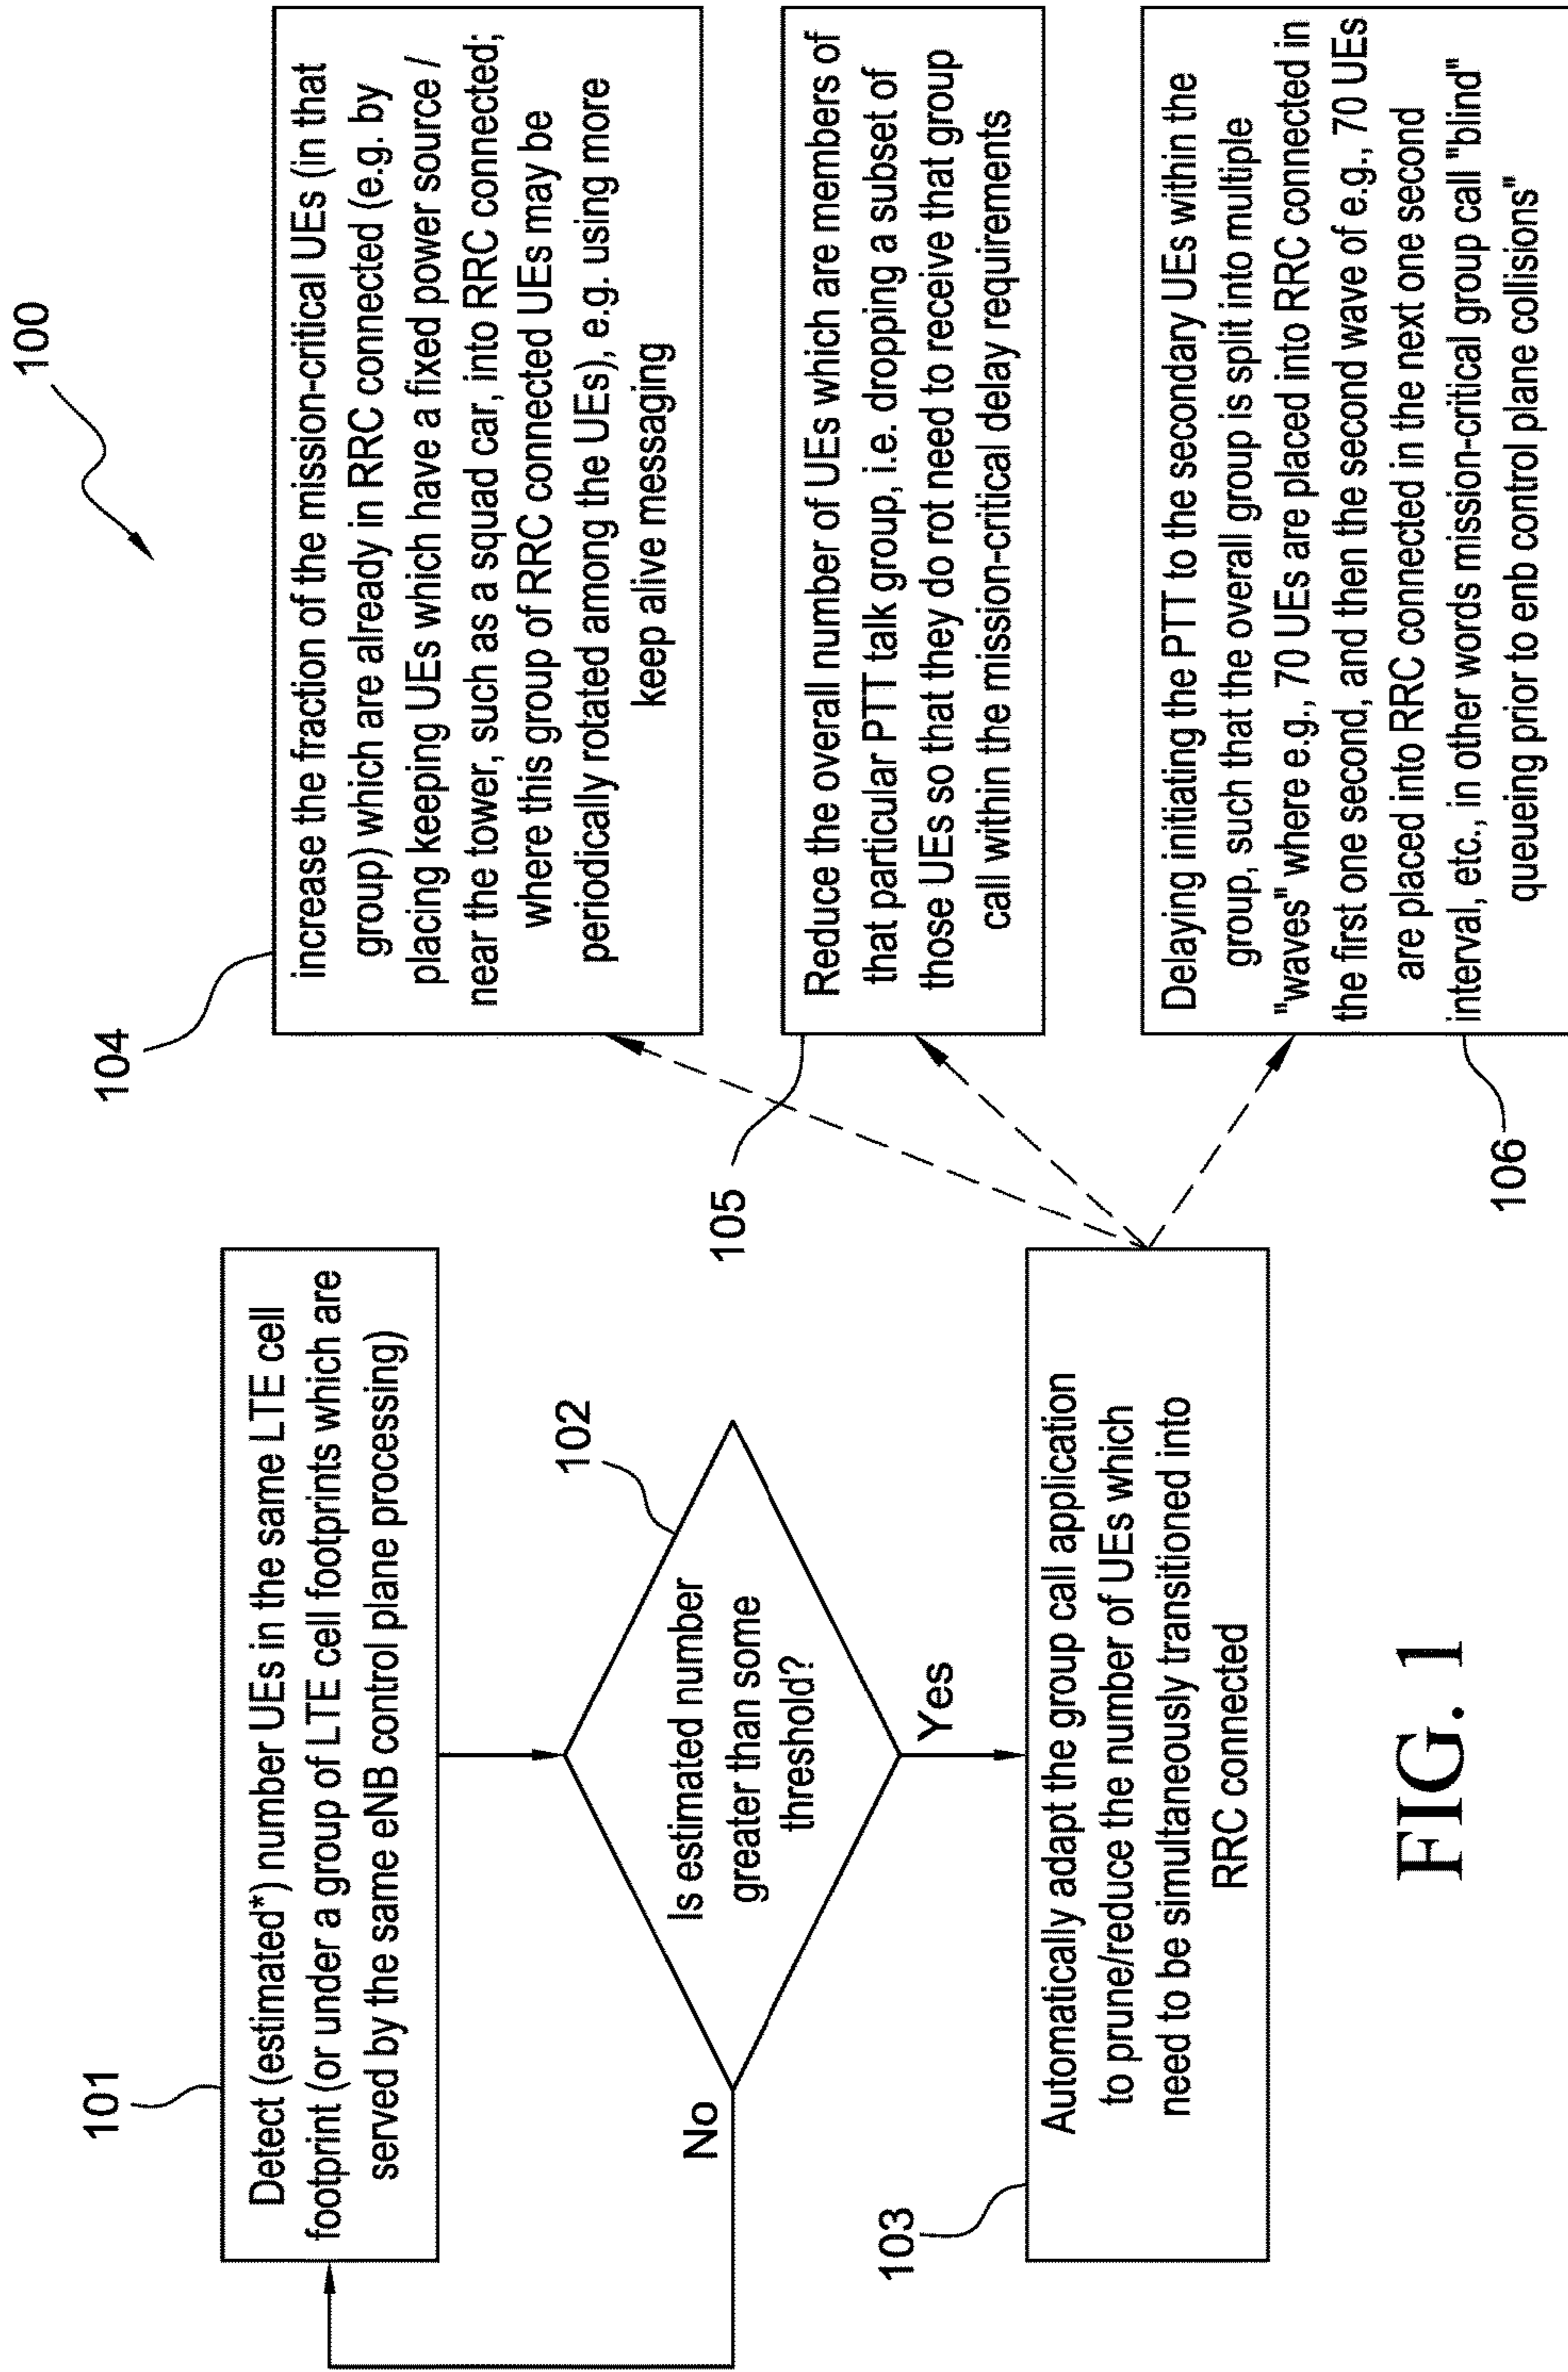 100
101
Detect (estimated*) number UEs in the same LTE cell
footprint (or under a group of LTE cell footprints which are
served by the same eNB control plane processing)
102
Is estimated number
greater than some
threshold?
No
Yes
103
Automatically adapt the group call application
to prune/reduce the number of UEs which
need to be simultaneously transitioned into
RRC connected
104
increase the fraction of the mission-critical UEs (in that
group) which are already in RRC connected (e.g. by
placing keeping UEs which have a fixed power source /
near the tower, such as a squad car, into RRC connected;
where this group of RRC connected UEs may be
periodically rotated among the UEs), e.g. using more
keep alive messaging
105
Reduce the overall number of UEs which are members of
that particular PTT talk group, i.e. dropping a subset of
those UEs so that they do rot need to receive that group
call within the mission-critical delay requirements
106
Delaying initiating the PTT to the secondary UEs within the
group, such that the overall group is split into multiple
"waves" where e.g., 70 UEs are placed into RRC connected in
the first one second, and then the second wave of e.g., 70 UEs
are placed into RRC connected in the next one second
interval, etc., in other words mission-critical group call "blind"
queueing prior to enb control plane collisions"
FIG. 1